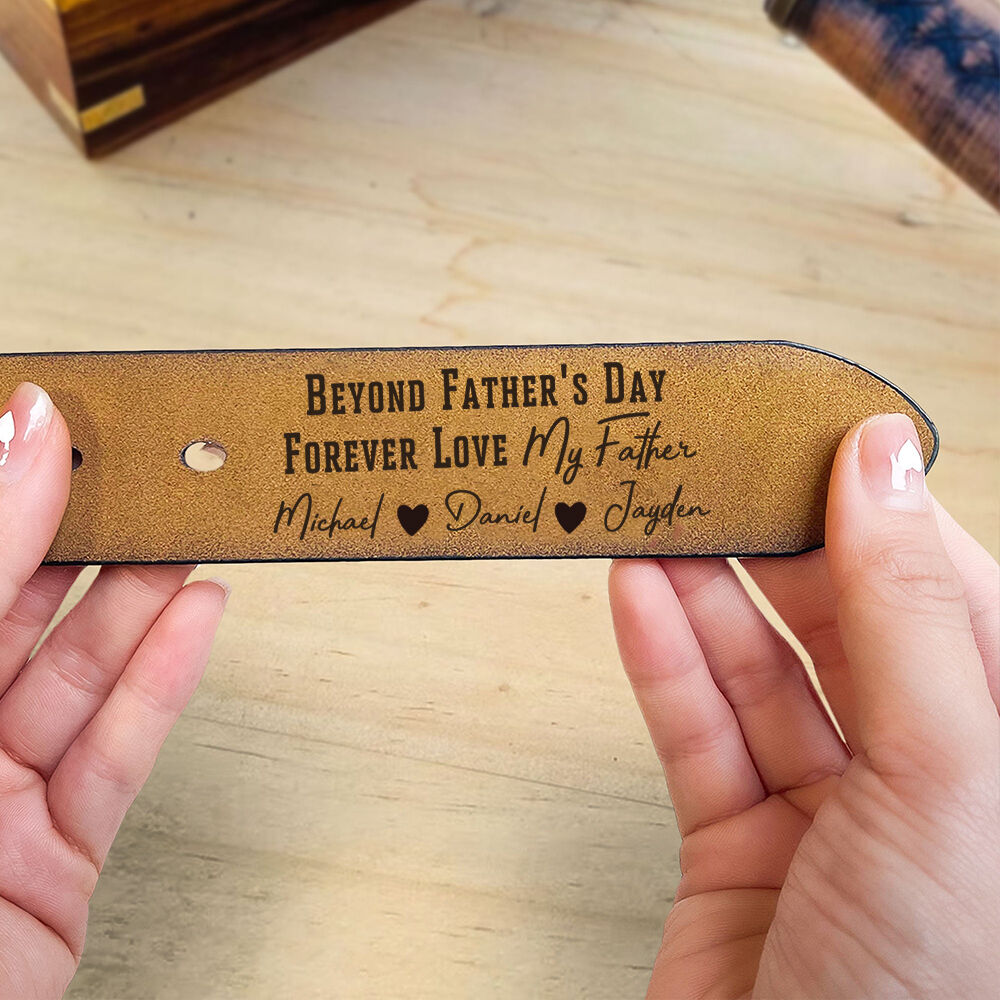 Beyond Father's Day
Forever Love My Father
Michael ♥ Daniel ♥ Jayden